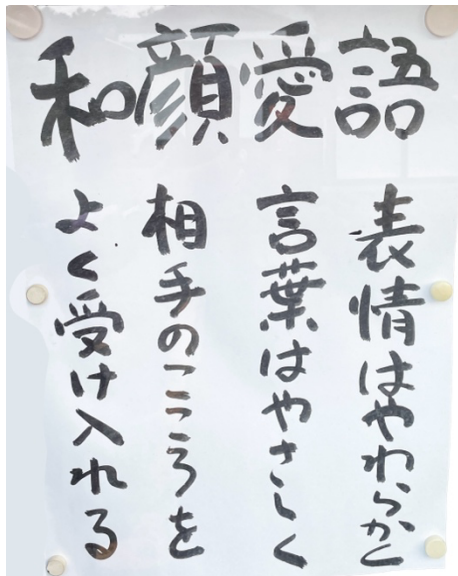 和顔愛語
表情はやわらかく
言葉はやさしく
相手のこころを
よく受け入れる